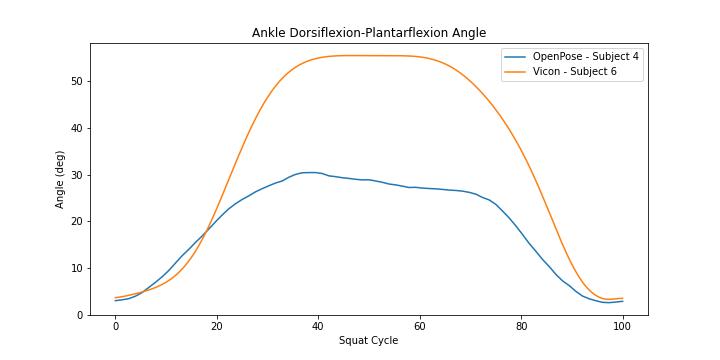 Ankle Dorsiflexion-Plantarflexion Angle
OpenPose - Subject 4
Vicon - Subject 6
Angle (deg)
50
40
30
20
10
0
0 20 40 60 80 100
Squat Cycle